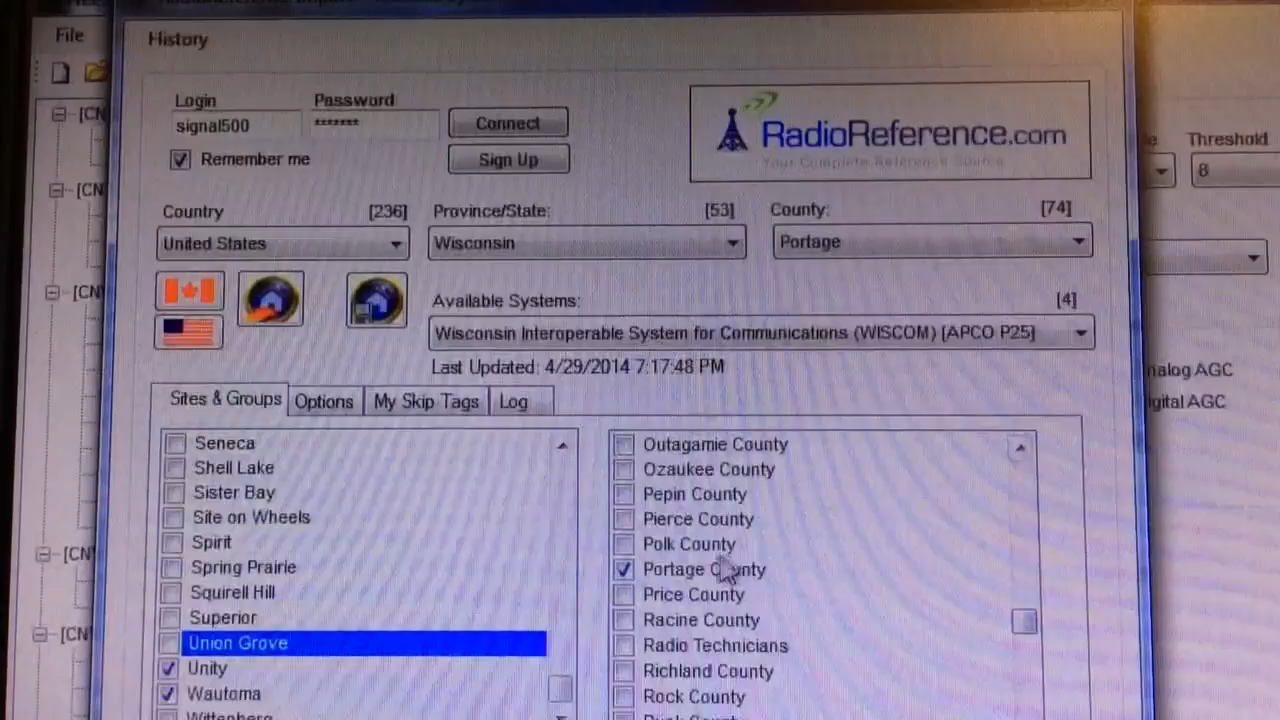 File
History
[CN
Login
Password
signal500
*******
Connect
Remember me
Sign Up
RadioReference.com
Your Complete Reference Source
Threshold
8
[CN
Country
[236]
Province/State:
[53]
County:
[74]
United States
Wisconsin
Portage
[CN
Available Systems:
[4]
Wisconsin Interoperable System for Communications (WISCOM) [APCO P25]
Last Updated: 4/29/2014 7:17:48 PM
nalog AGC
igital AGC
Sites & Groups
Options
My Skip Tags
Log
Seneca
Shell Lake
Sister Bay
Site on Wheels
Spirit
Spring Prairie
Squirell Hill
Superior
Union Grove
Unity
Wautoma
Wittenberg
Outagamie County
Ozaukee County
Pepin County
Pierce County
Polk County
Portage County
Price County
Racine County
Radio Technicians
Richland County
Rock County
[CN
[CN